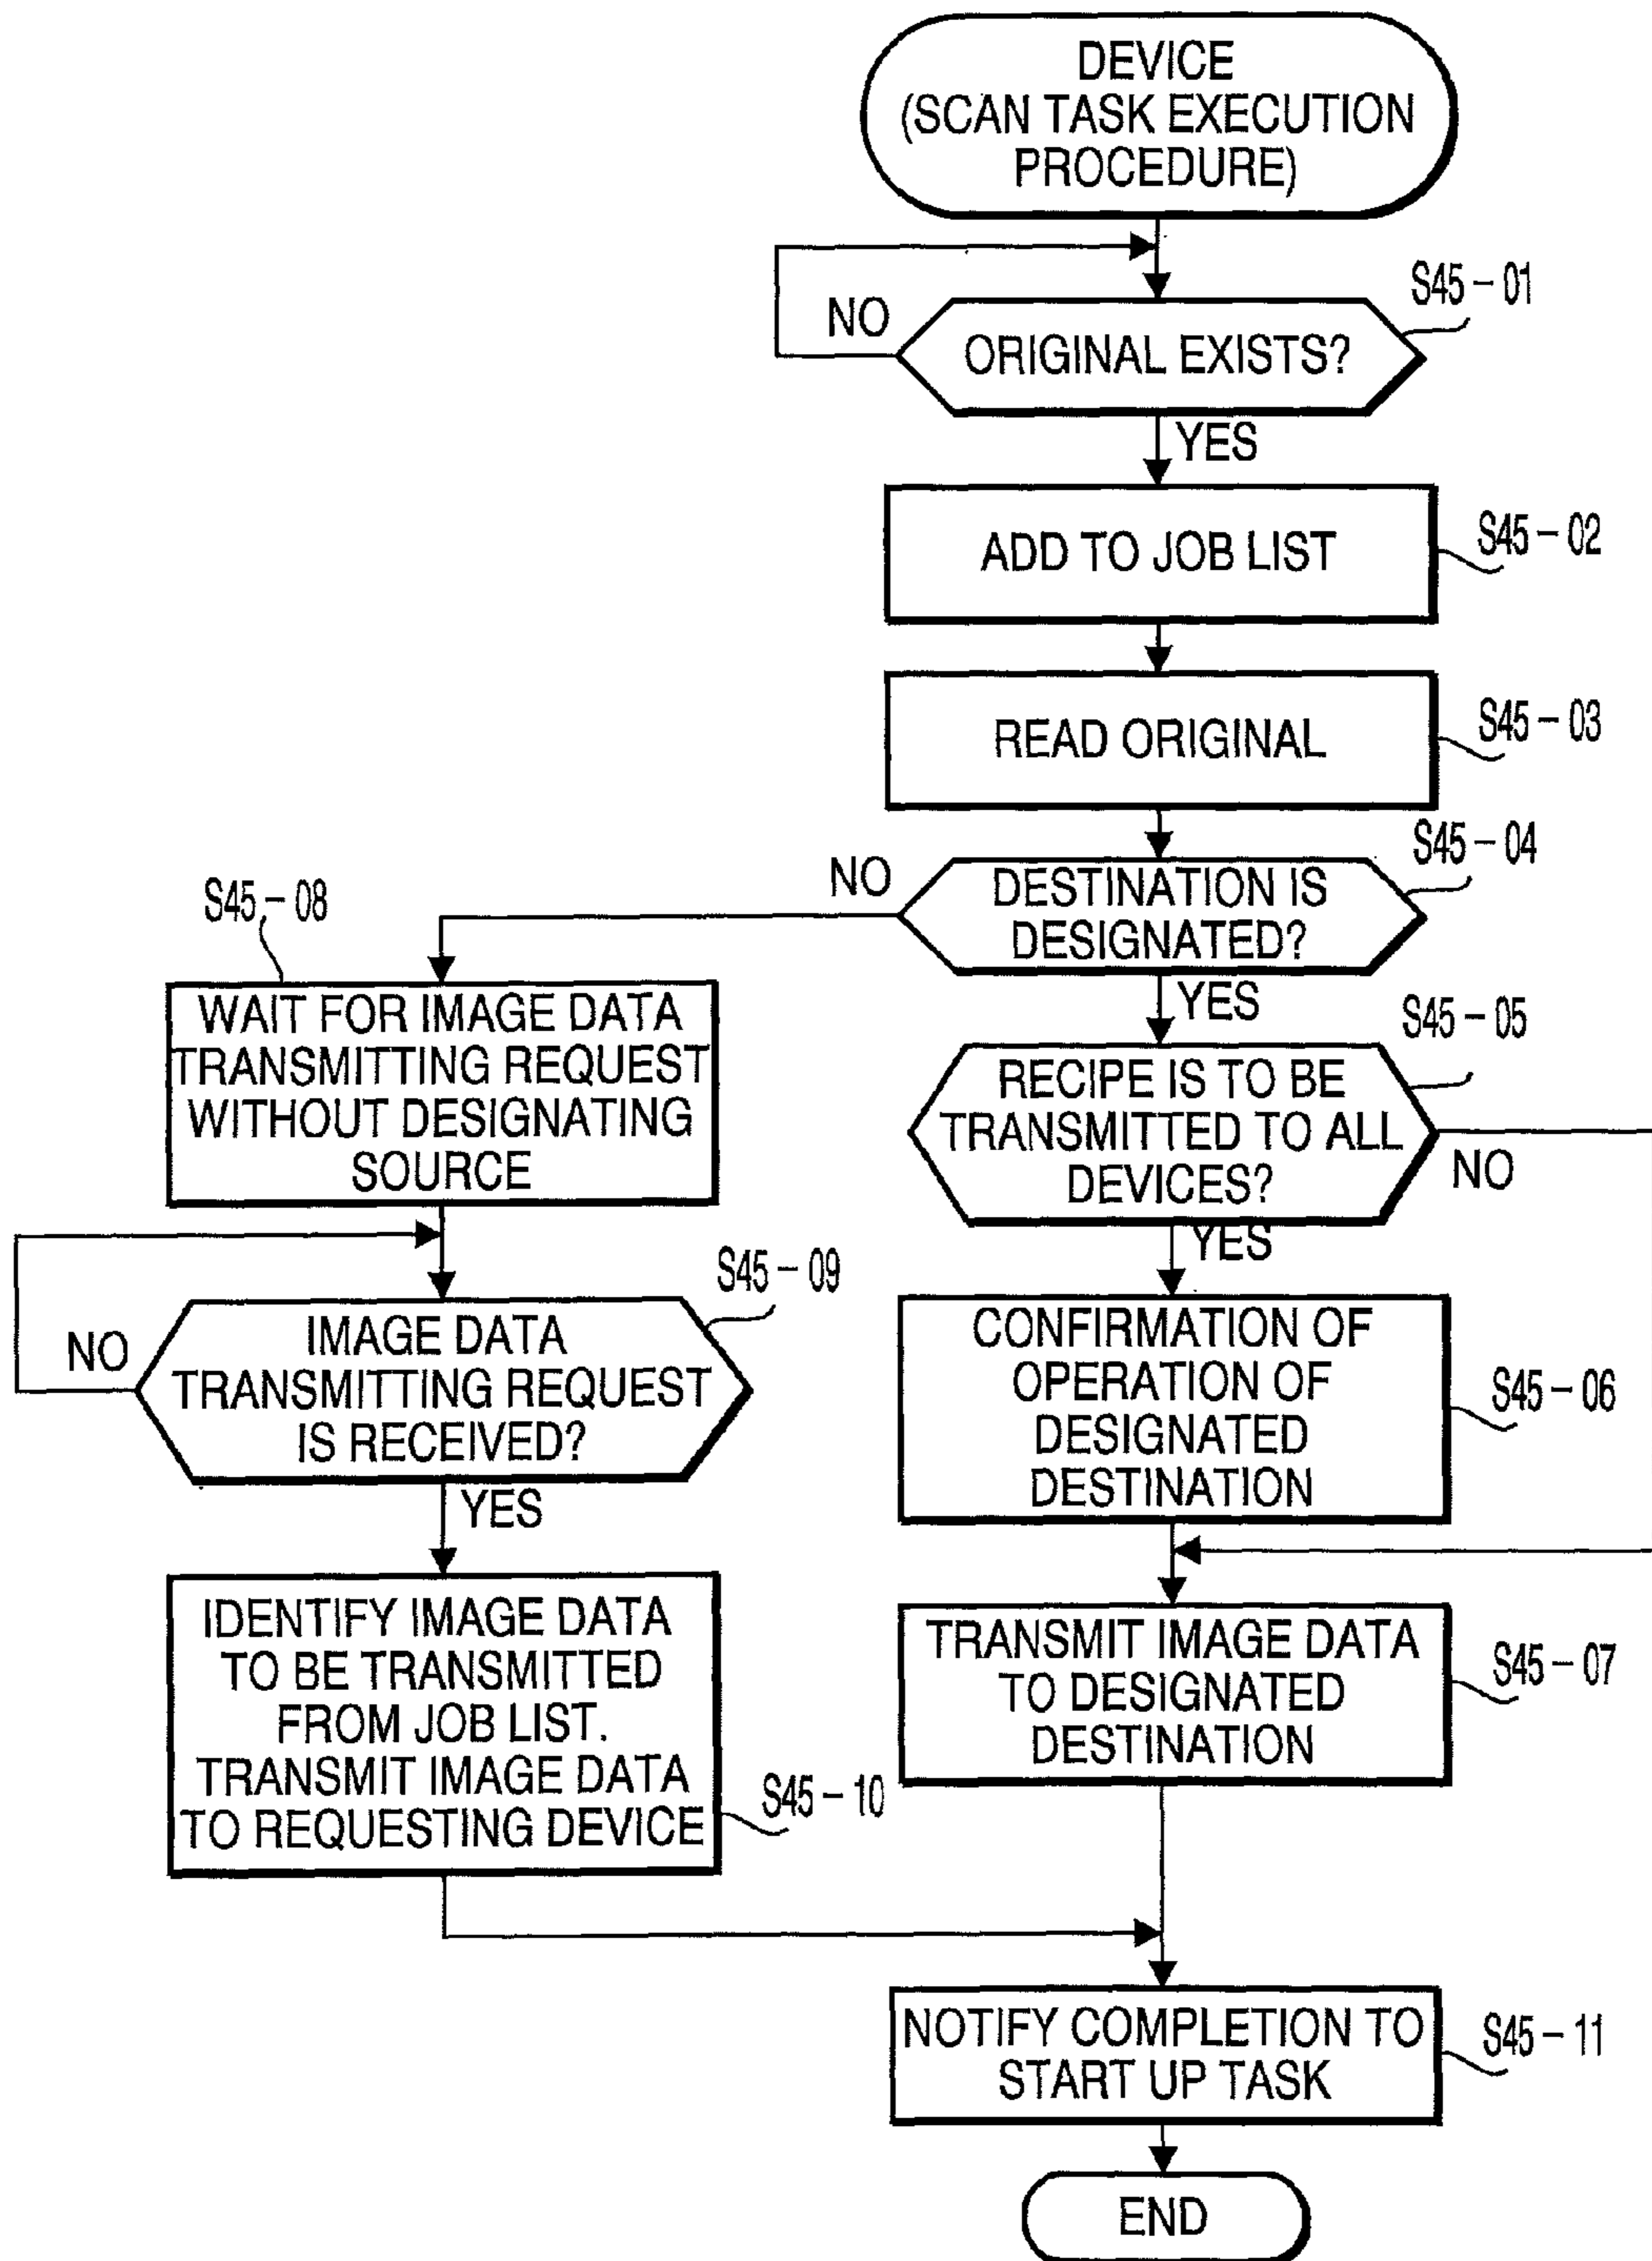 DEVICE
(SCAN TASK EXECUTION
PROCEDURE)
S45-01
NO
ORIGINAL EXISTS?
YES
ADD TO JOB LIST
S45-02
READ ORIGINAL
S45-03
S45-04
NO
DESTINATION IS
DESIGNATED?
YES
S45-08
WAIT FOR IMAGE DATA
TRANSMITTING REQUEST
WITHOUT DESIGNATING
SOURCE
S45-05
RECIPE IS TO BE
TRANSMITTED TO ALL
DEVICES?
NO
YES
S45-09
NO
IMAGE DATA
TRANSMITTING REQUEST
IS RECEIVED?
YES
CONFIRMATION OF
OPERATION OF
DESIGNATED
DESTINATION
S45-06
IDENTIFY IMAGE DATA
TO BE TRANSMITTED
FROM JOB LIST.
TRANSMIT IMAGE DATA
TO REQUESTING DEVICE
S45-10
TRANSMIT IMAGE DATA
TO DESIGNATED
DESTINATION
S45-07
NOTIFY COMPLETION TO
START UP TASK
S45-11
END